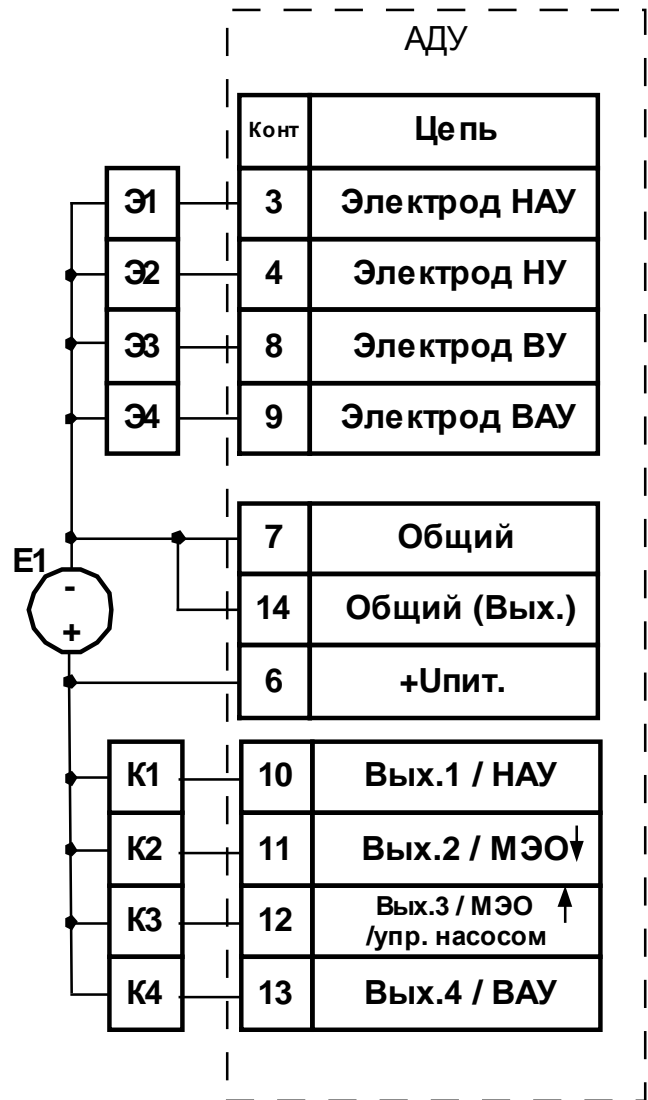 АДУ
Конт Цепь
Э1 3 Электрод НАУ
Э2 4 Электрод НУ
Э3 8 Электрод ВУ
Э4 9 Электрод ВАУ
7 Общий
E1
-
+
14 Общий (Вых.)
6 +Uпит.
К1 10 Вых.1 / НАУ
К2 11 Вых.2 / МЭО↓
К3 12 Вых.3 / МЭО ↑
/упр. насосом
К4 13 Вых.4 / ВАУ